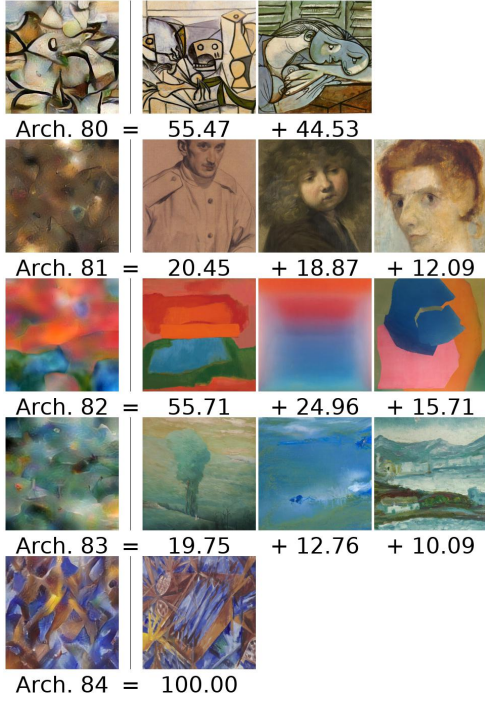 Arch. 80 = 55.47 + 44.53
Arch. 81 = 20.45 + 18.87 + 12.09
Arch. 82 = 55.71 + 24.96 + 15.71
Arch. 83 = 19.75 + 12.76 + 10.09
Arch. 84 = 100.00